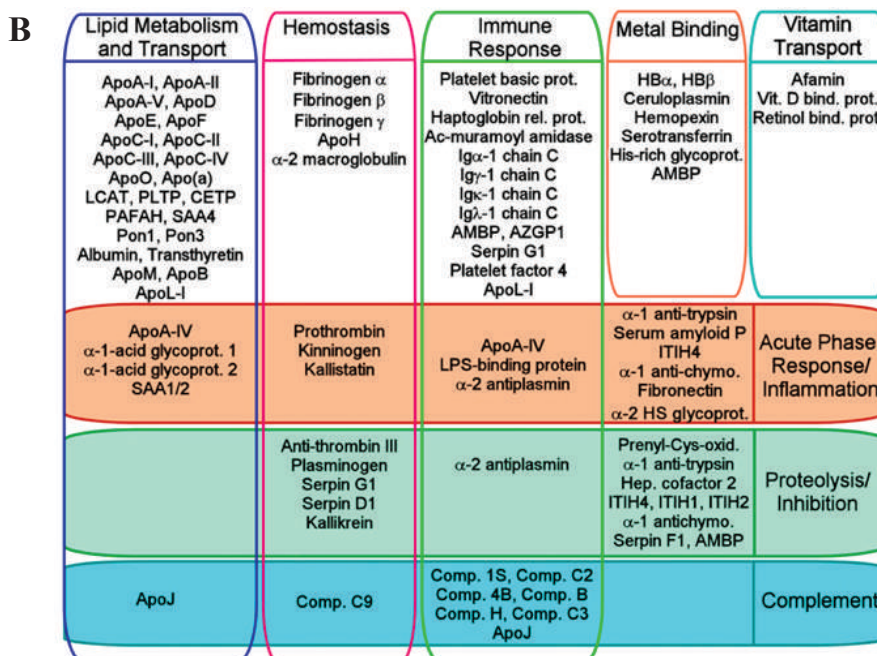 B
Lipid Metabolism
and Transport
ApoA-I, ApoA-II
ApoA-V, ApoD
ApoE, ApoF
ApoC-I, ApoC-II
ApoC-III, ApoC-IV
ApoO, Apo(a)
LCAT, PLTP, CETP
PAFAH, SAA4
Pon1, Pon3
Albumin, Transthyretin
ApoM, ApoB
ApoL-I
Hemostasis
Fibrinogen α
Fibrinogen β
Fibrinogen γ
ApoH
α-2 macroglobulin
Immune
Response
Platelet basic prot.
Vitronectin
Haptoglobin rel. prot.
Ac-muramoyl amidase
Igα-1 chain C
Igγ-1 chain C
Igκ-1 chain C
Igλ-1 chain C
AMBP, AZGP1
Serpin G1
Platelet factor 4
ApoL-I
Metal Binding
HBα, HBβ
Ceruloplasmin
Hemopexin
Serotransferrin
His-rich glycoprot.
AMBP
Vitamin
Transport
Afamin
Vit. D bind. prot.
Retinol bind. prot
ApoA-IV
α-1-acid glycoprot. 1
α-1-acid glycoprot. 2
SAA1/2
Prothrombin
Kinninogen
Kallistatin
ApoA-IV
LPS-binding protein
α-2 antiplasmin
α-1 anti-trypsin
Serum amyloid P
ITIH4
α-1 anti-chymo.
Fibronectin
α-2 HS glycoprot.
Acute Phase
Response/
Inflammation
Anti-thrombin III
Plasminogen
Serpin G1
Serpin D1
Kallikrein
α-2 antiplasmin
Prenyl-Cys-oxid.
α-1 anti-trypsin
Hep. cofactor 2
ITIH4, ITIH1, ITIH2
α-1 antichymo.
Serpin F1, AMBP
Proteolysis/
Inhibition
ApoJ
Comp. C9
Comp. 1S, Comp. C2
Comp. 4B, Comp. B
Comp. H, Comp. C3
ApoJ
Complement